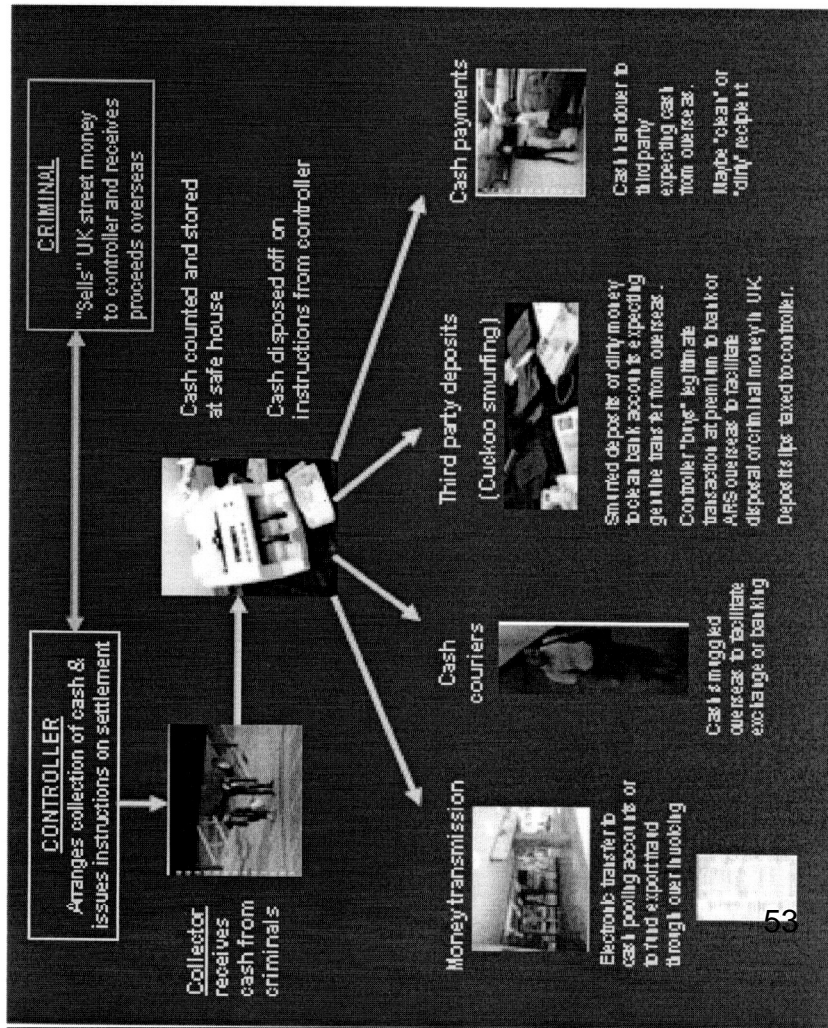 CONTROLLER
Arranges collection of cash &
issues instructions on settlement
CRIMINAL
"Sells" UK street money
to controller and receives
proceeds overseas
Collector
receives
cash from
criminals
Cash counted and stored
at safe house
Cash disposed off on
instructions from controller
Money transmission
Electronic transfer to
cash pooling accounts or
to fund export fraud
through over invoicing
Cash
couriers
Cash smuggled
overseas to facilitate
exchange or banking
Third party deposits
(Cuckoo smurfing)
Smurfed deposits of dirty money
to clean bank accounts expecting
genuine transfer from overseas.
Controller "buys" legitimate
transaction at premium to bank or
ARS overseas to facilitate
disposal of criminal money in UK.
Deposit slips faxed to controller.
Cash payments
Cash handover to
third party
expecting cash
from overseas.
Maybe "clean" or
"dirty" recipient
53